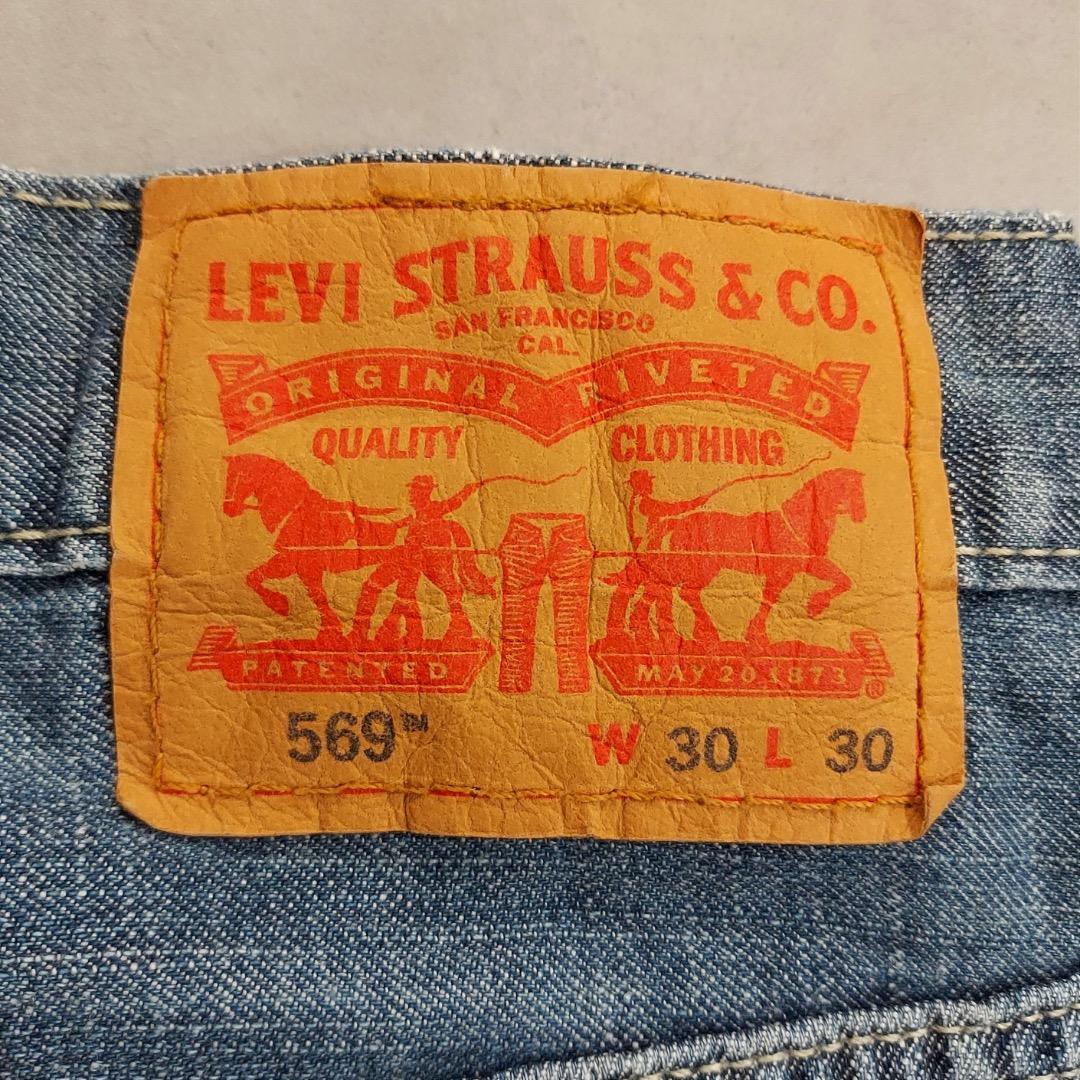 LEVI STRAUSS & CO.
SAN FRANCISCO
CAL.
ORIGINAL RIVETED
QUALITY CLOTHING
PATENTED MAY 20 1873 ®
569™ W 30 L 30